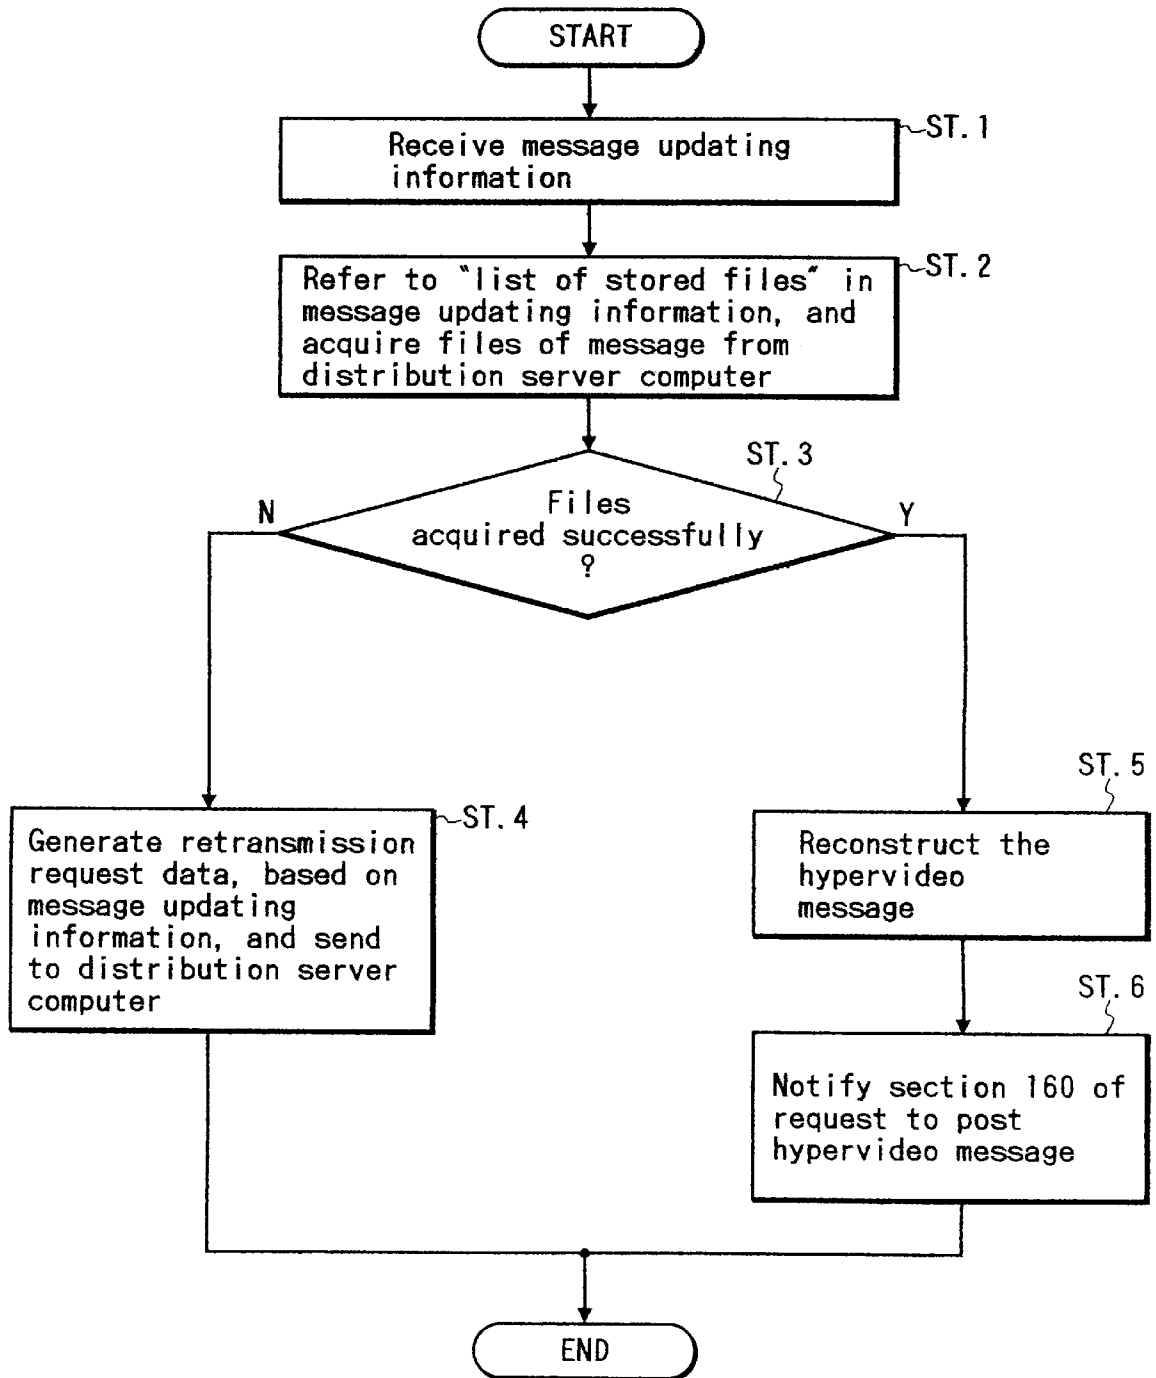 START
ST.1
Receive message updating
information
ST.2
Refer to "list of stored files" in
message updating information, and
acquire files of message from
distribution server computer
ST.3
N
Files
acquired successfully
?
Y
ST.4
Generate retransmission
request data, based on
message updating
information, and send
to distribution server
computer
ST.5
Reconstruct the
hypervideo
message
ST.6
Notify section 160 of
request to post
hypervideo message
END